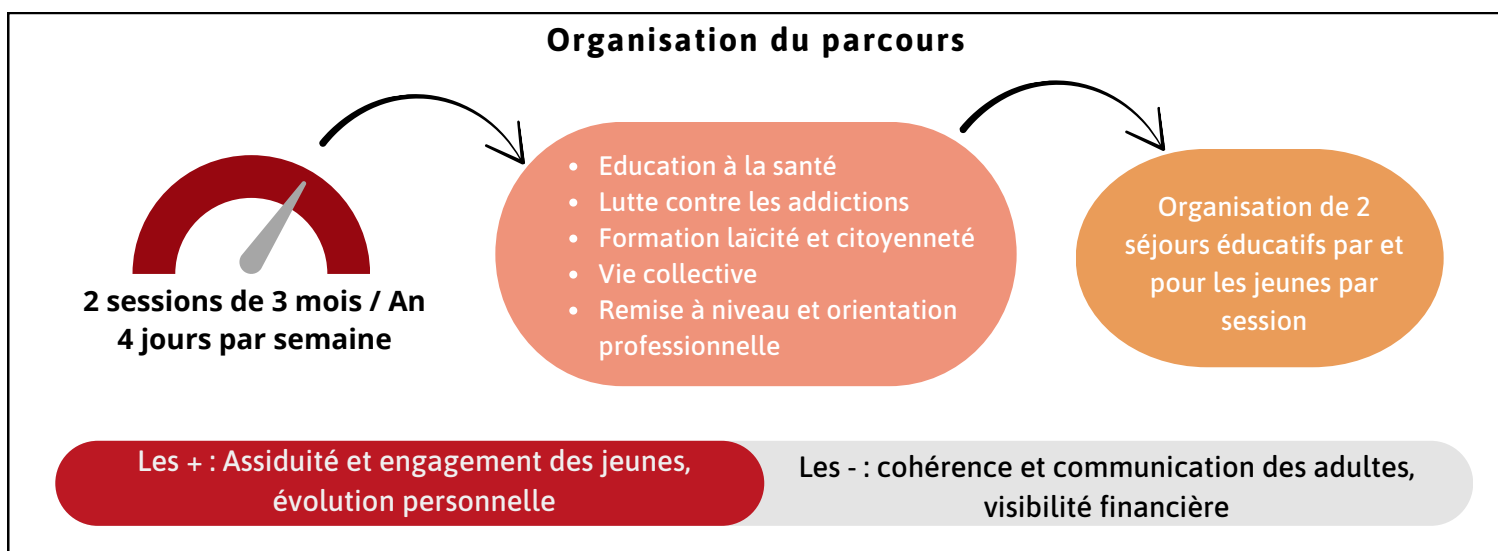 Organisation du parcours
2 sessions de 3 mois / An
4 jours par semaine
• Education à la santé
• Lutte contre les addictions
• Formation laïcité et citoyenneté
• Vie collective
• Remise à niveau et orientation
professionnelle
Organisation de 2
séjours éducatifs par et
pour les jeunes par
session
Les + : Assiduité et engagement des jeunes,
évolution personnelle
Les - : cohérence et communication des adultes,
visibilité financière